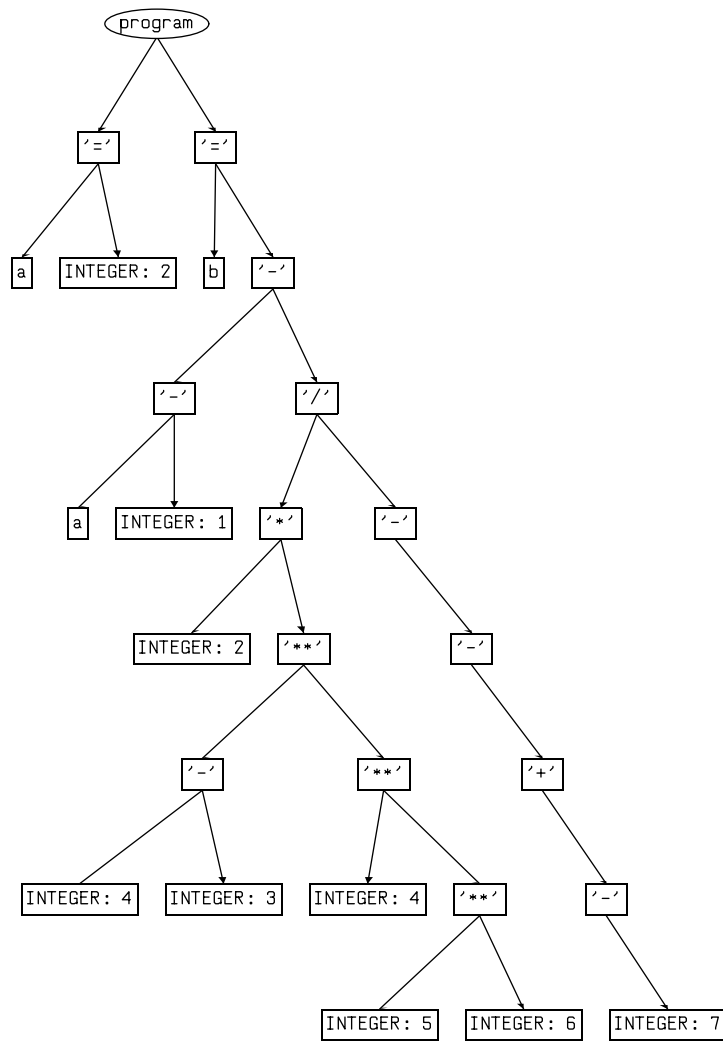 program
'=' '='
a INTEGER: 2 b '-'
'-' '/'
a INTEGER: 1 '*' '-'
INTEGER: 2 '**' '-'
'-' '**' '+'
INTEGER: 4 INTEGER: 3 INTEGER: 4 '**' '-'
INTEGER: 5 INTEGER: 6 INTEGER: 7